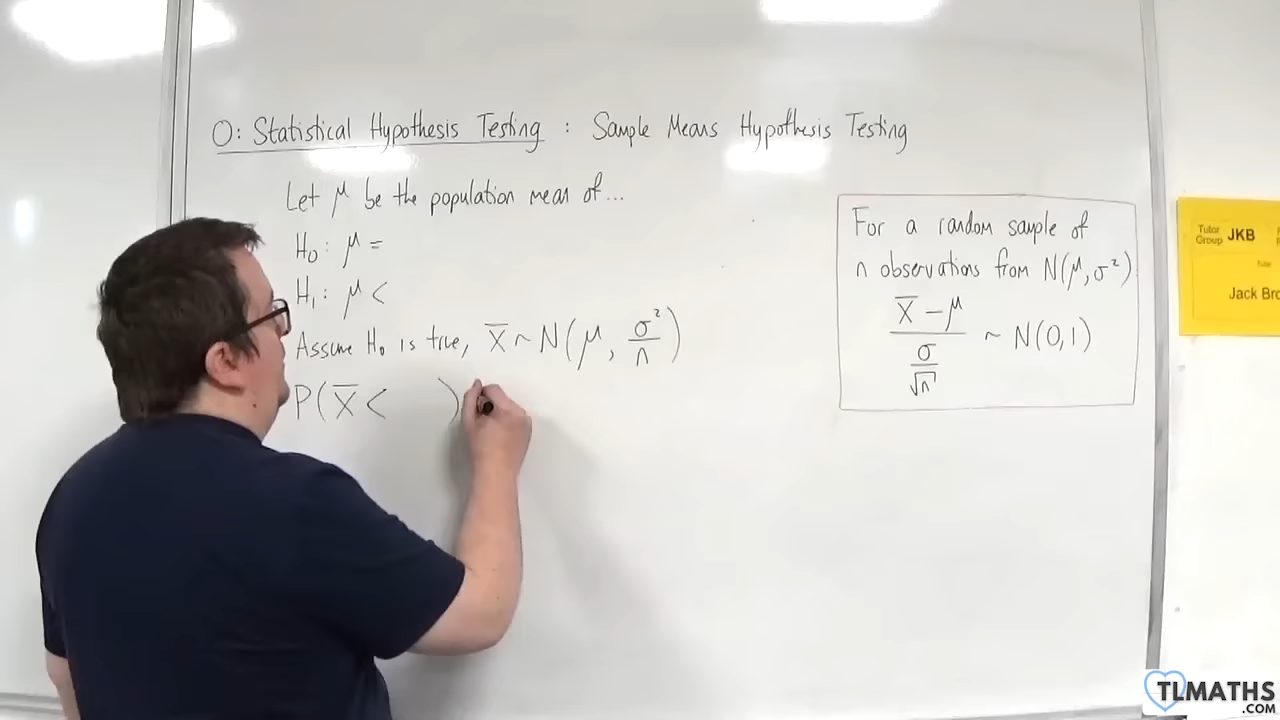 O: Statistical Hypothesis Testing : Sample Means Hypothesis Testing
Let μ be the population mean of...
H₀: μ =
H₁: μ <
Assume H₀ is true, X̄ ~ N(μ, σ²/n)
P(X̄ < )
For a random sample of
n observations from N(μ, σ²)
X̄ - μ
σ
√n
~ N(0,1)
Tutor
Group JKB
Jack Bro
TLMATHS
.COM